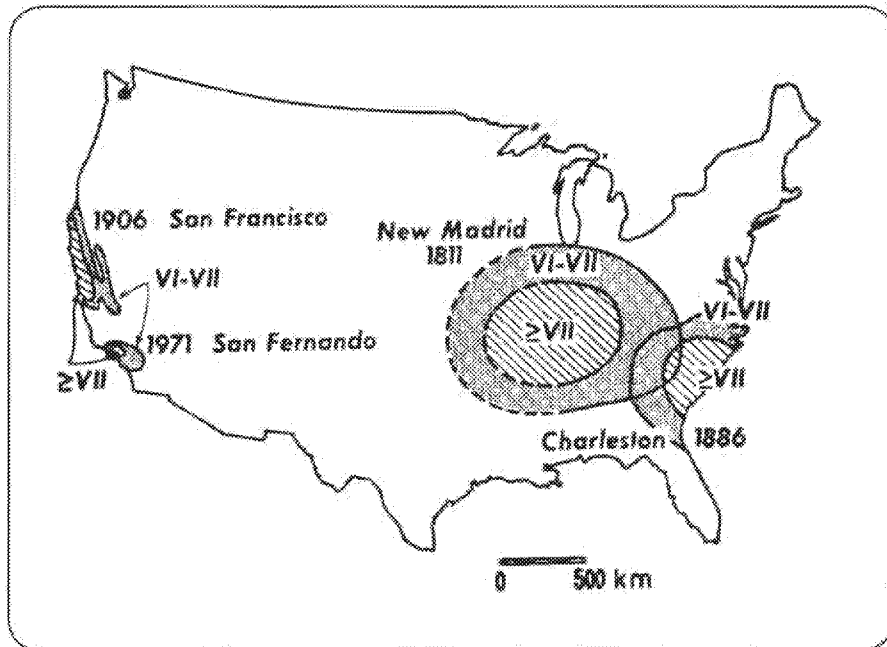 1906 San Francisco
New Madrid
1811
VI-VII
VI-VII
VI-VII
≥VII
1971 San Fernando
≥VII
≥VII
Charleston 1886
0 500 km